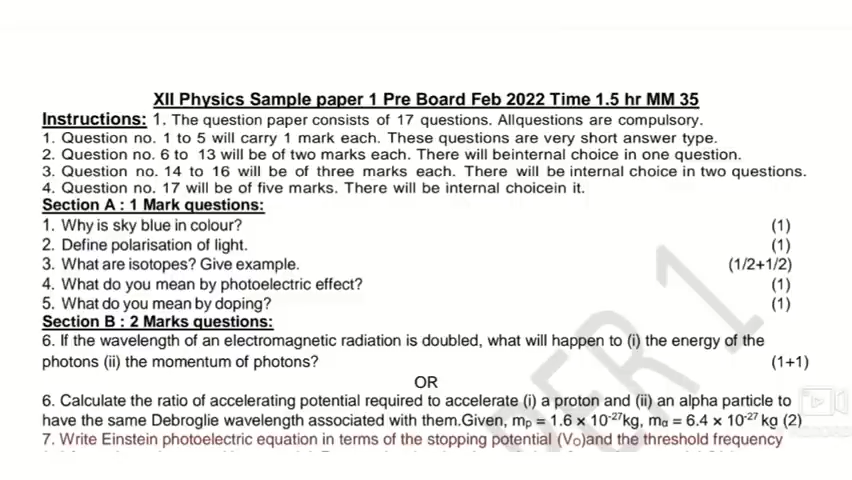 XII Physics Sample paper 1 Pre Board Feb 2022 Time 1.5 hr MM 35
Instructions: 1. The question paper consists of 17 questions. Allquestions are compulsory.
1. Question no. 1 to 5 will carry 1 mark each. These questions are very short answer type.
2. Question no. 6 to 13 will be of two marks each. There will beinternal choice in one question.
3. Question no. 14 to 16 will be of three marks each. There will be internal choice in two questions.
4. Question no. 17 will be of five marks. There will be internal choicein it.
Section A : 1 Mark questions:
1. Why is sky blue in colour? (1)
2. Define polarisation of light. (1)
3. What are isotopes? Give example. (1/2+1/2)
4. What do you mean by photoelectric effect? (1)
5. What do you mean by doping? (1)
Section B : 2 Marks questions:
6. If the wavelength of an electromagnetic radiation is doubled, what will happen to (i) the energy of the
photons (ii) the momentum of photons? (1+1)
OR
6. Calculate the ratio of accelerating potential required to accelerate (i) a proton and (ii) an alpha particle to
have the same Debroglie wavelength associated with them.Given, mₚ = 1.6 × 10⁻²⁷kg, mα = 6.4 × 10⁻²⁷ kg (2)
7. Write Einstein photoelectric equation in terms of the stopping potential (V₀)and the threshold frequency
PER 1